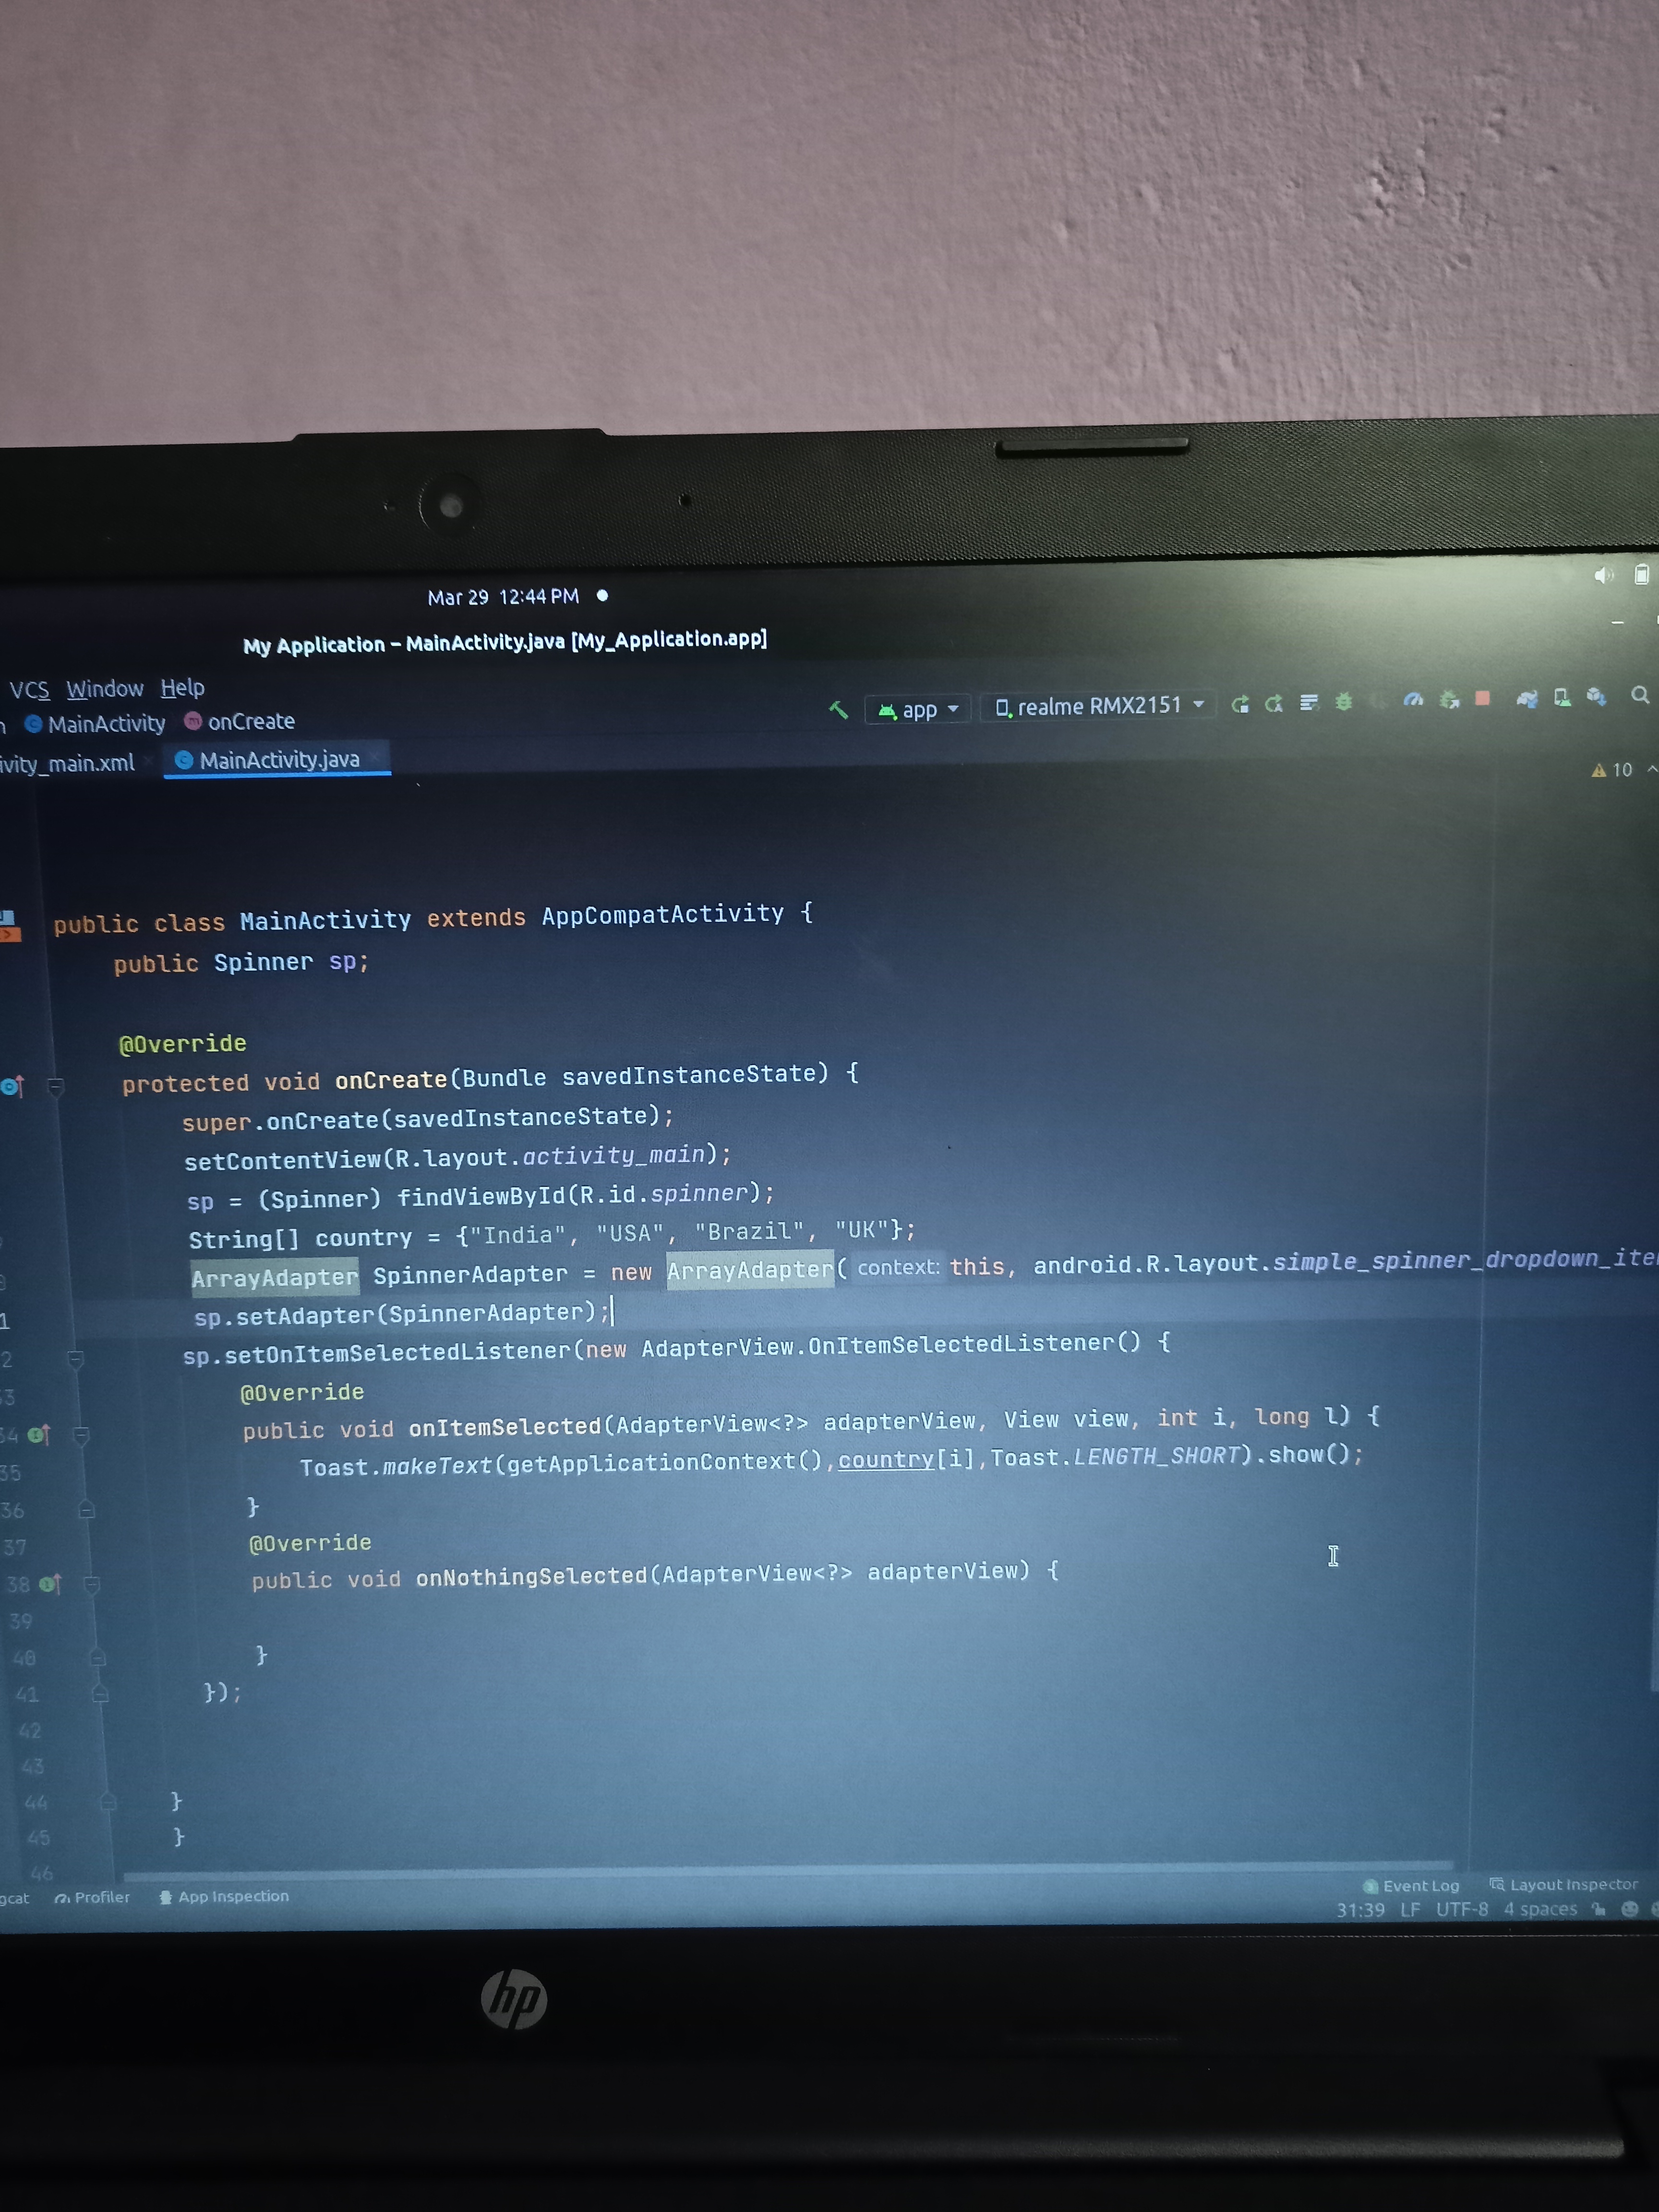 Mar 29 12:44 PM
My Application – MainActivity.java [My_Application.app]
VCS Window Help
MainActivity onCreate
app realme RMX2151
ivity_main.xml MainActivity.java
10
public class MainActivity extends AppCompatActivity {
public Spinner sp;
@Override
protected void onCreate(Bundle savedInstanceState) {
super.onCreate(savedInstanceState);
setContentView(R.layout.activity_main);
sp = (Spinner) findViewById(R.id.spinner);
String[] country = {"India", "USA", "Brazil", "UK"};
ArrayAdapter SpinnerAdapter = new ArrayAdapter( context: this, android.R.layout.simple_spinner_dropdown_ite
1 sp.setAdapter(SpinnerAdapter);
2 sp.setOnItemSelectedListener(new AdapterView.OnItemSelectedListener() {
33 @Override
34 public void onItemSelected(AdapterView<?> adapterView, View view, int i, long l) {
35 Toast.makeText(getApplicationContext(),country[i],Toast.LENGTH_SHORT).show();
36 }
37 @Override
38 public void onNothingSelected(AdapterView<?> adapterView) {
39
40 }
41 });
42
43
44 }
45 }
46
gcat Profiler App Inspection Event Log Layout Inspector
31:39 LF UTF-8 4 spaces
hp